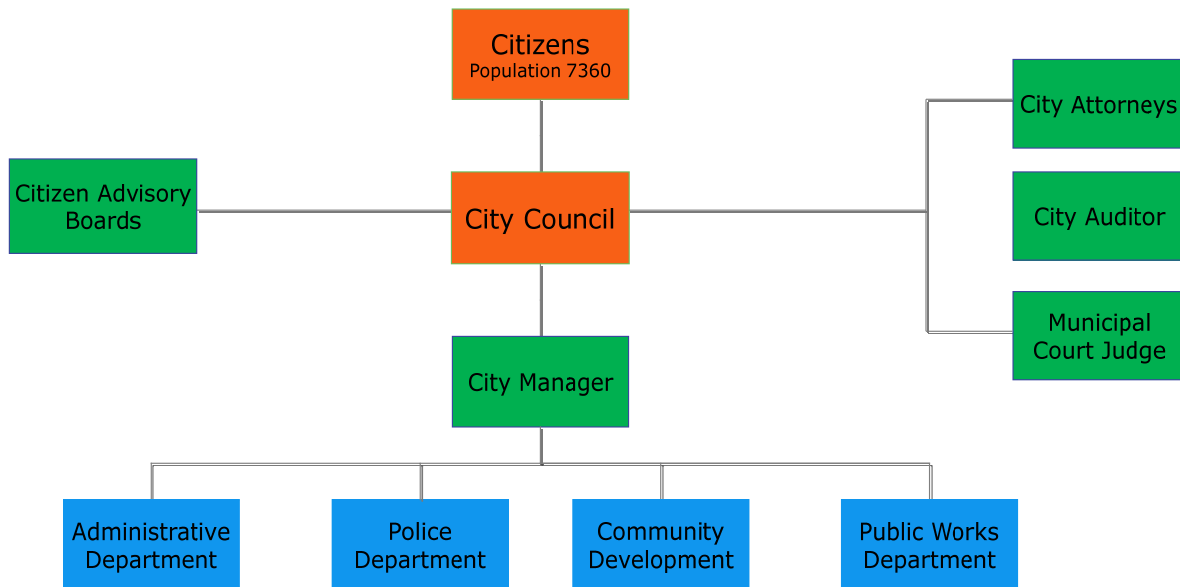 Citizens
Population 7360
City Attorneys
Citizen Advisory
Boards
City Council
City Auditor
Municipal
Court Judge
City Manager
Administrative
Department
Police
Department
Community
Development
Public Works
Department